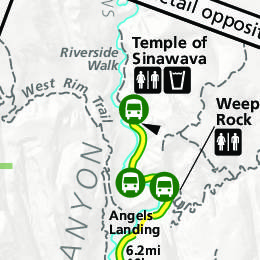 etail opposit
Riverside
Walk
Temple of
Sinawava
West Rim Trail
Weep
Rock
ANYON
Angels
Landing
6.2mi